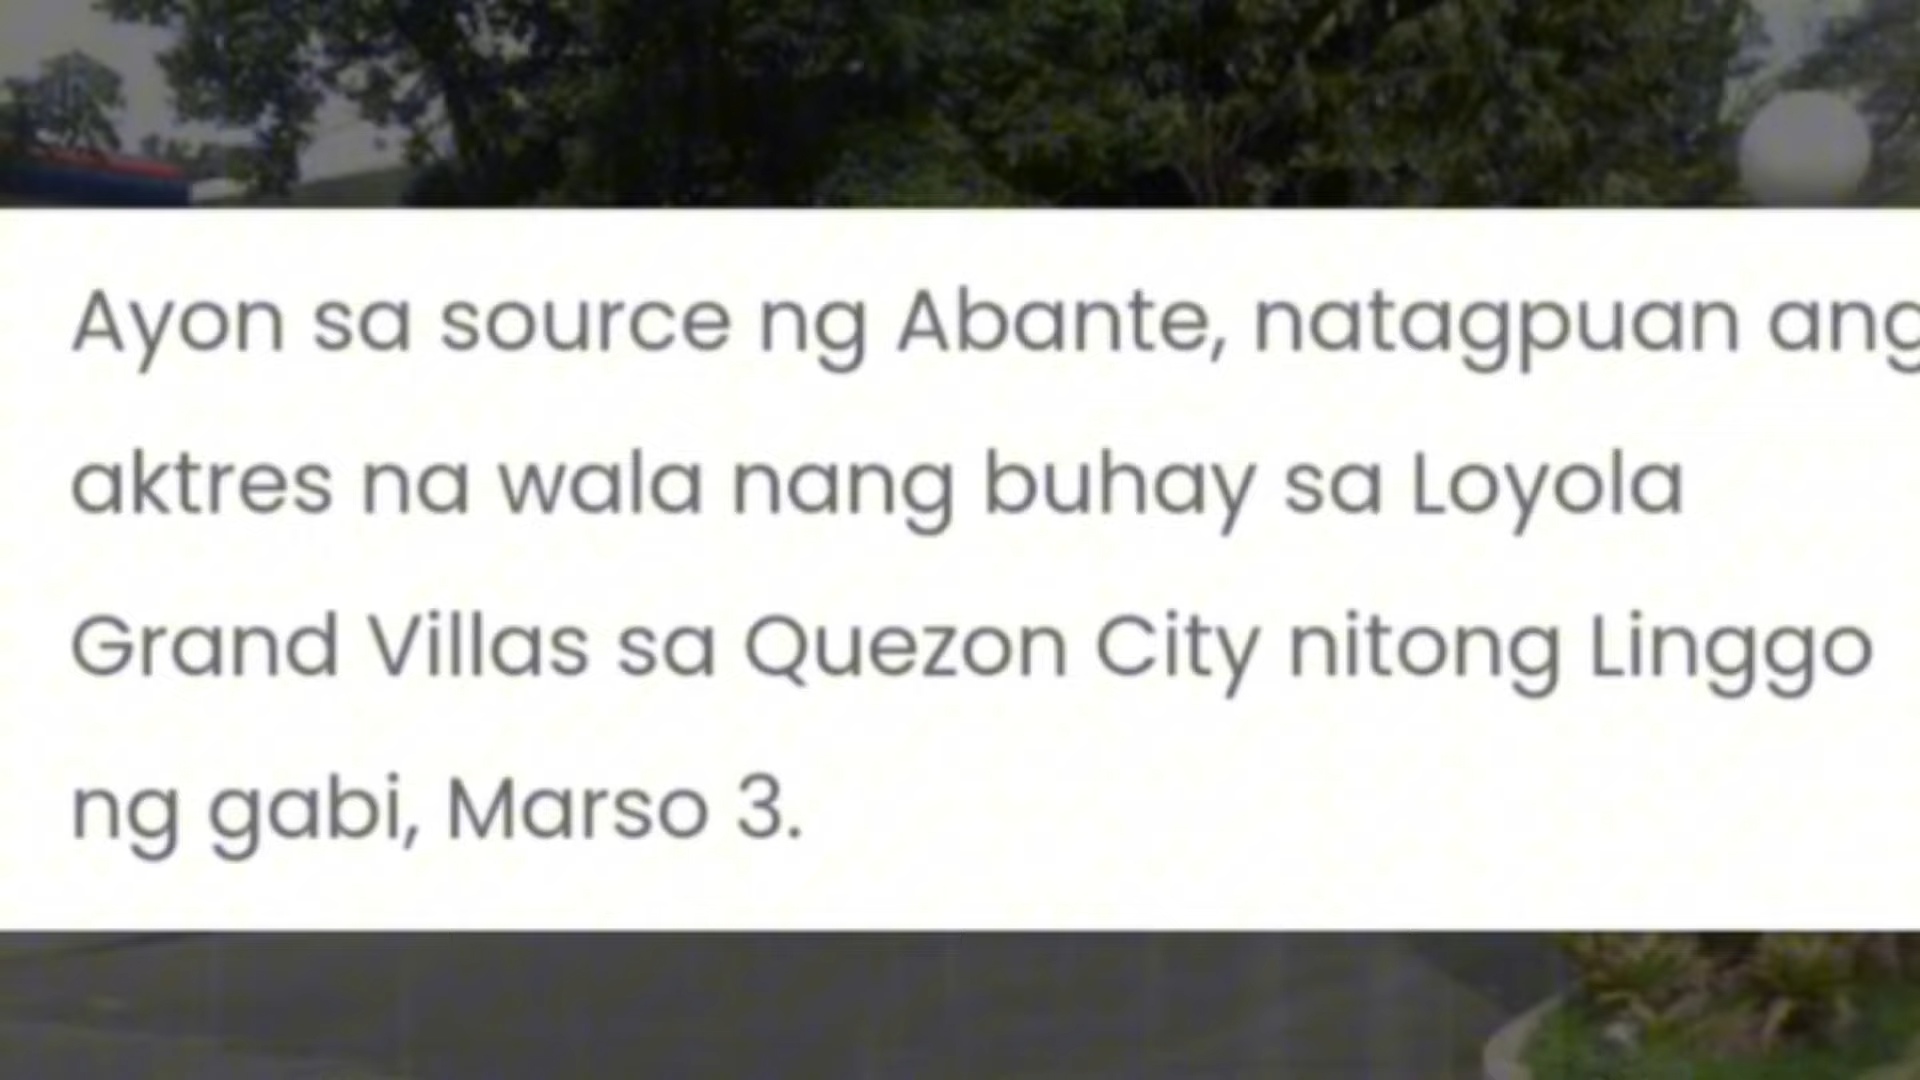 Ayon sa source ng Abante, natagpuan ang
aktres na wala nang buhay sa Loyola
Grand Villas sa Quezon City nitong Linggo
ng gabi, Marso 3.